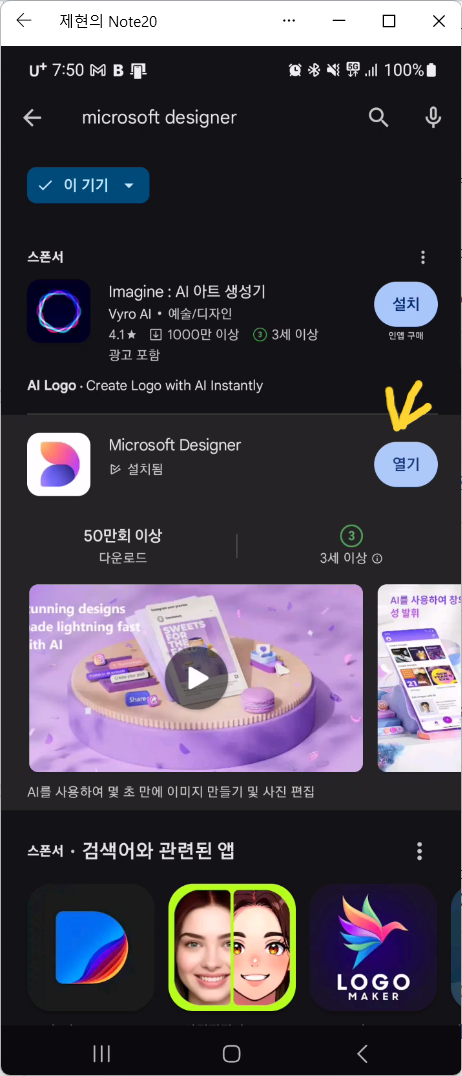 제현의 Note20
U+ 7:50 M B
5G 100%
microsoft designer
이 기기
스폰서
Imagine : AI 아트 생성기
Vyro AI • 예술/디자인
4.1★ 1000만 이상 3 3세 이상
광고 포함
설치
인앱 구매
AI Logo · Create Logo with AI Instantly
Microsoft Designer
설치됨
열기
50만회 이상
다운로드
3
3세 이상
tunning designs
ade lightning fast
ith AI
SWEETS
FOR THE
Share
AI를 사용하여 창의
성 발휘
21
AI를 사용하여 몇 초 만에 이미지 만들기 및 사진 편집
스폰서 · 검색어와 관련된 앱
LOGO
MAKER